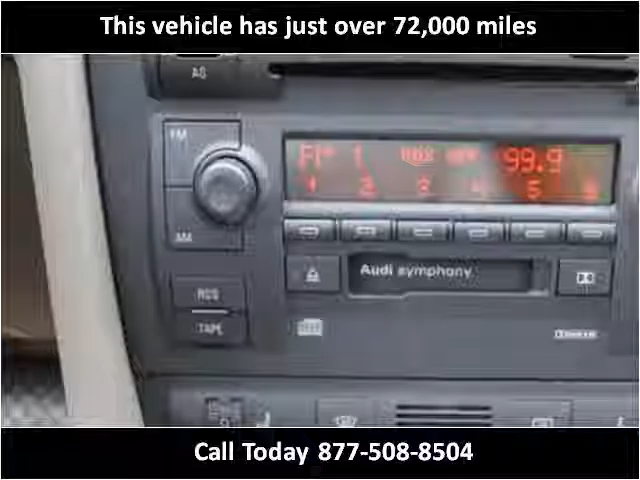 This vehicle has just over 72,000 miles
AS
FM
FM 1 99.9
1 2 3 4 5 6
AM
Audi symphony
RDS
TAPE
Call Today 877-508-8504